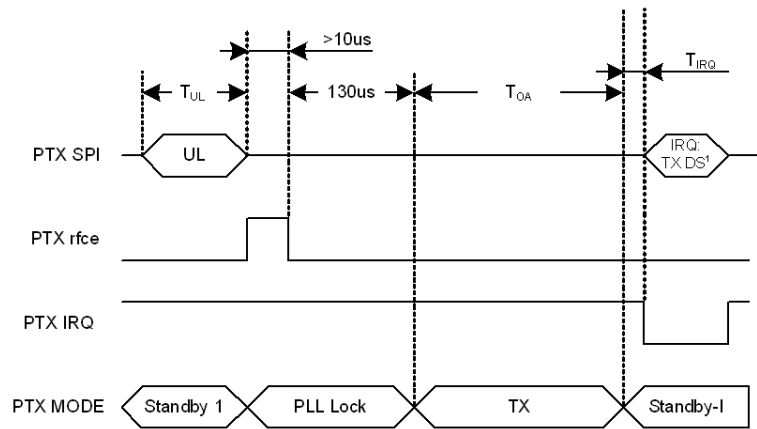 >10us
T_IRQ
T_UL
130us
T_OA
PTX SPI
UL
IRQ:
TX DS¹
PTX rfce
PTX IRQ
PTX MODE
Standby 1
PLL Lock
TX
Standby-I